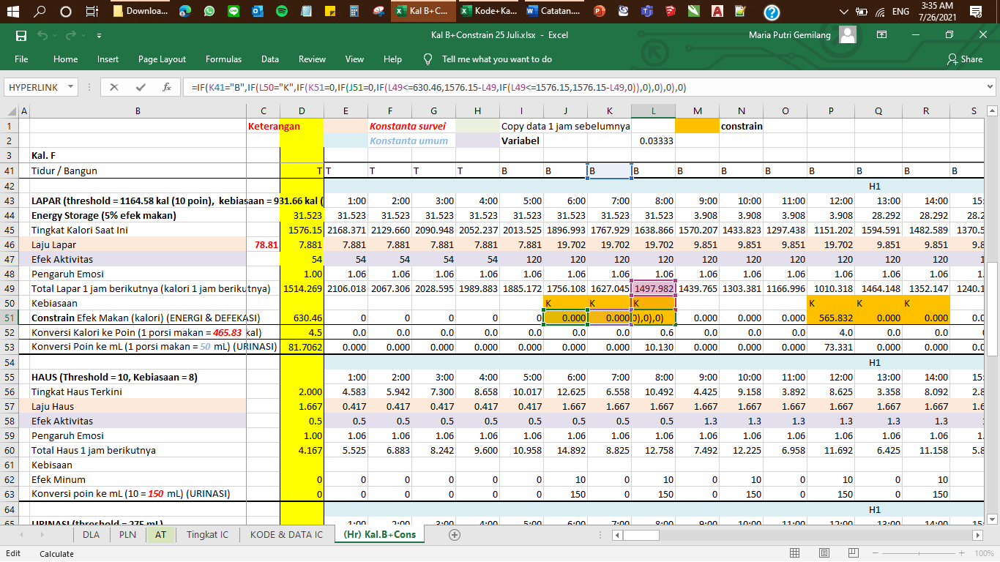 Downloa... Kal B+C... Kode+Ka... Catatan.... ENG 3:35 AM 7/26/2021
Kal B+Constrain 25 Juli.xlsx - Excel Maria Putri Gemilang
File Home Insert Page Layout Formulas Data Review View Help Tell me what you want to do Share
HYPERLINK fx =IF(K41="B",IF(L50="K",IF(K51=0,IF(J51=0,IF(L49<=630.46,1576.15-L49,IF(L49<=1576.15,1576.15-L49,0)),0),0),0),0)
A B C D E F G H I J K L M N O P Q R S
1 Keterangan Konstanta survei Copy data 1 jam sebelumnya constrain
2 Konstanta umum Variabel 0.03333
3 Kal. F
41 Tidur / Bangun T T T T T B B B B B B B B B B B
42 H1
43 LAPAR (threshold = 1164.58 kal (10 poin), kebiasaan = 931.66 kal ( 1:00 2:00 3:00 4:00 5:00 6:00 7:00 8:00 9:00 10:00 11:00 12:00 13:00 14:00 15:
44 Energy Storage (5% efek makan) 31.523 31.523 31.523 31.523 31.523 31.523 31.523 31.523 31.523 3.908 3.908 3.908 3.908 28.292 28.292 28.2
45 Tingkat Kalori Saat Ini 1576.15 2168.371 2129.660 2090.948 2052.237 2013.525 1896.993 1767.929 1638.866 1570.207 1433.823 1297.438 1151.202 1594.591 1482.589 1370.5
46 Laju Lapar 78.81 7.881 7.881 7.881 7.881 7.881 7.881 19.702 19.702 19.702 9.851 9.851 9.851 19.702 9.851 9.851 9.8
47 Efek Aktivitas 54 54 54 54 54 120 120 120 120 120 120 120 120 120 120 1
48 Pengaruh Emosi 1.00 1.06 1.06 1.06 1.06 1.06 1.06 1.06 1.06 1.06 1.06 1.06 1.06 1.06 1.06 1.
49 Total Lapar 1 jam berikutnya (kalori 1 jam berikutnya) 1514.269 2106.018 2067.306 2028.595 1989.883 1885.172 1756.108 1627.045 1497.982 1439.765 1303.381 1166.996 1010.318 1464.148 1352.147 1240.1
50 Kebiasaan K K K K K K
51 Constrain Efek Makan (kalori) (ENERGI & DEFEKASI) 630.46 0 0 0 0 0 0.000 0.000 0),0),0) 0.000 0.000 0.000 565.832 0.000 0.000 0.0
52 Konversi Kalori ke Poin (1 porsi makan = 465.83 kal) 4.5 0.0 0.0 0.0 0.0 0.0 0.0 0.0 0.6 0.0 0.0 0.0 4.0 0.0 0.0 0.
53 Konversi Poin ke mL (1 porsi makan = 50 mL) (URINASI) 81.7062 0.000 0.000 0.000 0.000 0.000 0.000 0.000 10.130 0.000 0.000 0.000 73.331 0.000 0.000 0.0
54 H1
55 HAUS (Threshold = 10, Kebiasaan = 8) 1:00 2:00 3:00 4:00 5:00 6:00 7:00 8:00 9:00 10:00 11:00 12:00 13:00 14:00 15:
56 Tingkat Haus Terkini 2.000 4.583 5.942 7.300 8.658 10.017 12.625 6.558 10.492 4.425 9.158 3.892 8.625 3.358 8.092 2.8
57 Laju Haus 1.667 0.417 0.417 0.417 0.417 0.417 1.667 1.667 1.667 1.667 1.667 1.667 1.667 1.667 1.667 1.6
58 Efek Aktivitas 0.5 0.5 0.5 0.5 0.5 0.5 0.5 0.5 0.5 1.3 1.3 1.3 1.3 1.3 1.3
59 Pengaruh Emosi 1.00 1.06 1.06 1.06 1.06 1.06 1.06 1.06 1.06 1.06 1.06 1.06 1.06 1.06 1.06 1.
60 Total Haus 1 jam berikutnya 4.167 5.525 6.883 8.242 9.600 10.958 14.892 8.825 12.758 7.492 12.225 6.958 11.692 6.425 11.158 5.8
61 Kebisaan
62 Efek Minum 0 0 0 0 0 0 10 0 10 0 10 0 10 0 10
63 Konversi poin ke mL (10 = 150 mL) (URINASI) 0 0 0 0 0 0 150 0 150 0 150 0 150 0 150
64 H1
65 URINASI (threshold = 275 mL) 1:00 2:00 3:00 4:00 5:00 6:00 7:00 8:00 9:00 10:00 11:00 12:00 13:00 14:00 15:
DLA PLN AT Tingkat IC KODE & DATA IC (Hr) Kal.B+Cons
Edit Calculate 100%